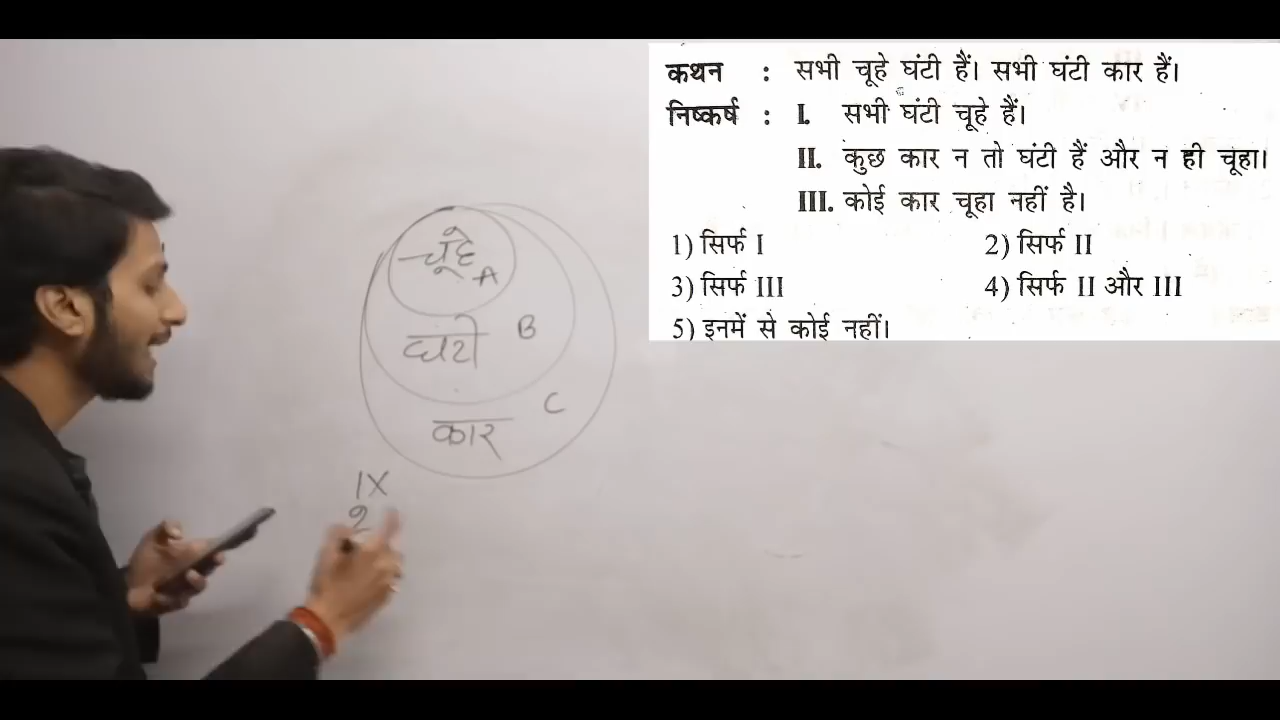 कथन : सभी चूहे घंटी हैं। सभी घंटी कार हैं।
निष्कर्ष : I. सभी घंटी चूहे हैं।
II. कुछ कार न तो घंटी हैं और न ही चूहा।
III. कोई कार चूहा नहीं है।
1) सिर्फ I 2) सिर्फ II
3) सिर्फ III 4) सिर्फ II और III
5) इनमें से कोई नहीं।
चूहे A
घंटी B
कार C
1X
2